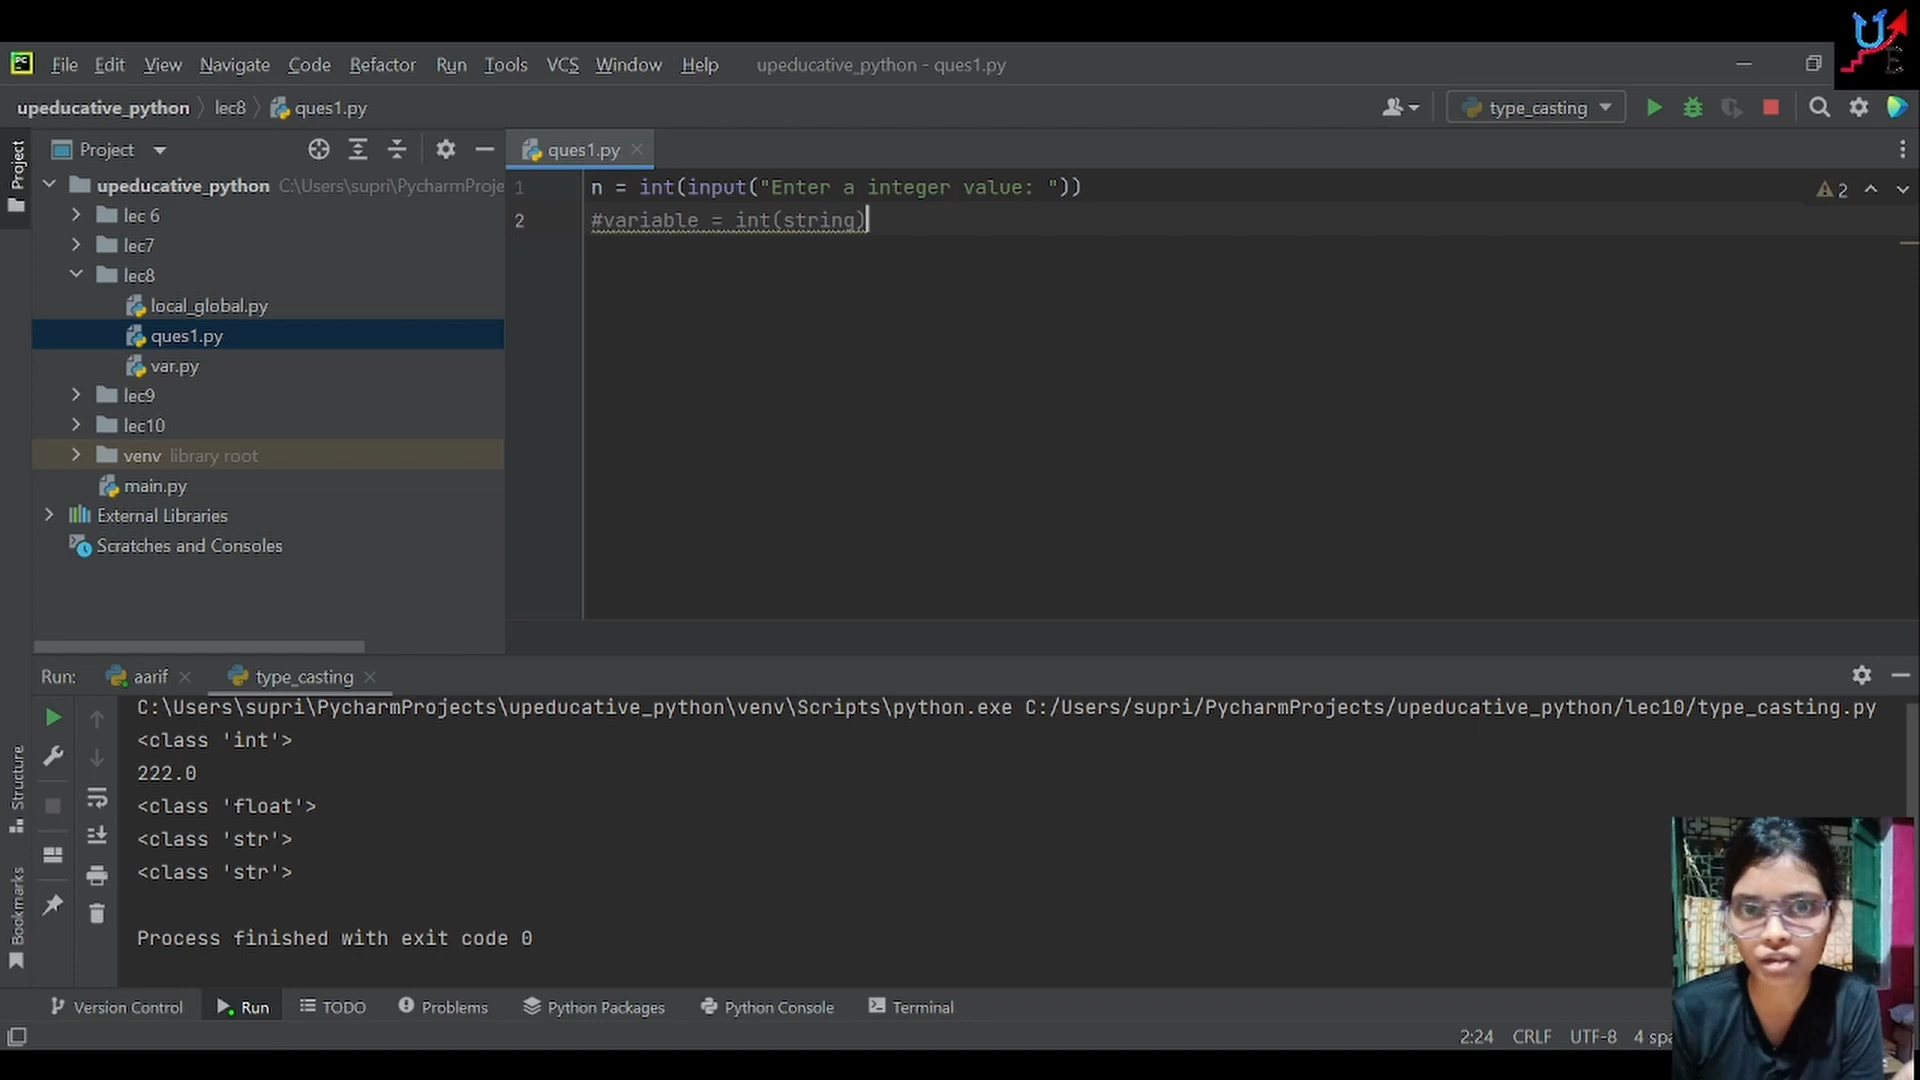 File Edit View Navigate Code Refactor Run Tools VCS Window Help upeducative_python - ques1.py
upeducative_python lec8 ques1.py type_casting
Project
Project
upeducative_python C:\Users\supri\PycharmProje
lec 6
lec7
lec8
local_global.py
ques1.py
var.py
lec9
lec10
venv library root
main.py
External Libraries
Scratches and Consoles
ques1.py
1 n = int(input("Enter a integer value: "))
2
2 #variable = int(string)
Run: aarif type_casting
C:\Users\supri\PycharmProjects\upeducative_python\venv\Scripts\python.exe C:/Users/supri/PycharmProjects/upeducative_python/lec10/type_casting.py
<class 'int'>
222.0
<class 'float'>
<class 'str'>
<class 'str'>
Process finished with exit code 0
Structure
Bookmarks
Version Control Run TODO Problems Python Packages Python Console Terminal
2:24 CRLF UTF-8 4 spa